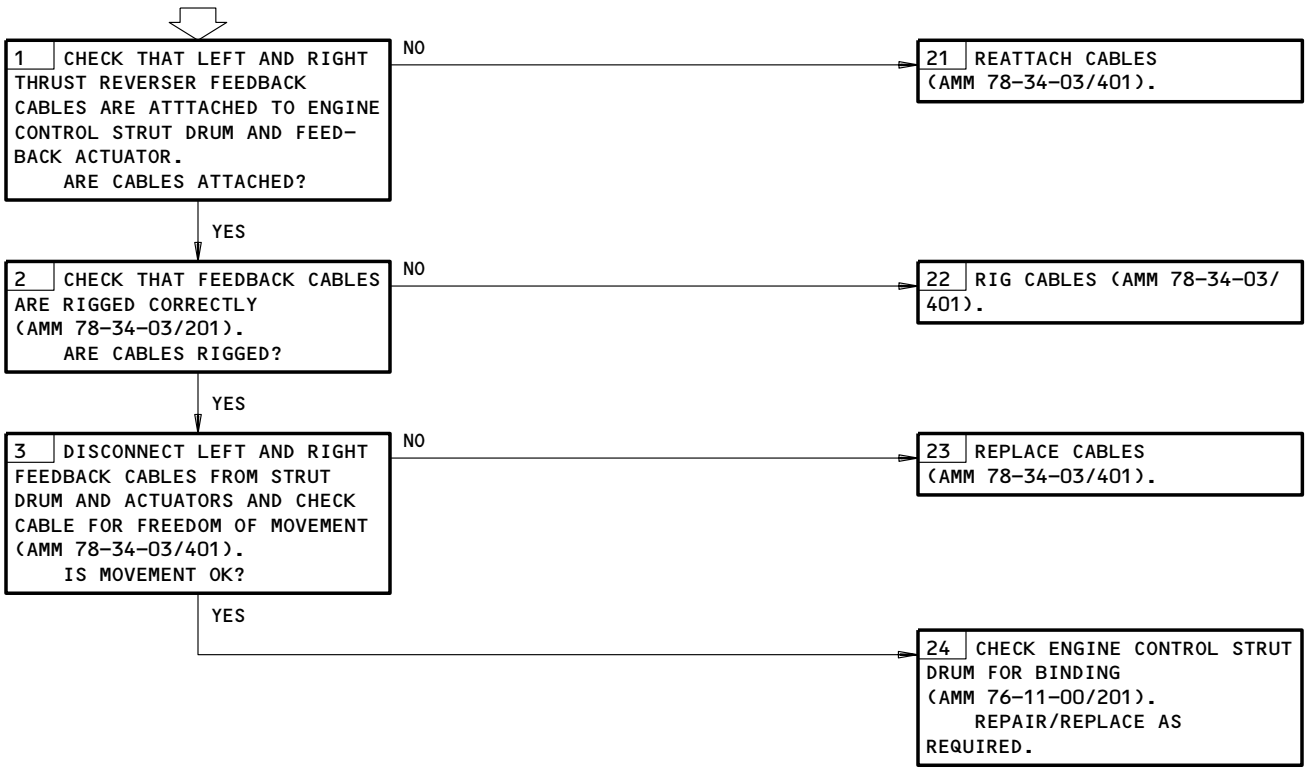 1 CHECK THAT LEFT AND RIGHT
THRUST REVERSER FEEDBACK
CABLES ARE ATTTACHED TO ENGINE
CONTROL STRUT DRUM AND FEED-
BACK ACTUATOR.
ARE CABLES ATTACHED?
NO
21 REATTACH CABLES
(AMM 78-34-03/401).
YES
2 CHECK THAT FEEDBACK CABLES
ARE RIGGED CORRECTLY
(AMM 78-34-03/201).
ARE CABLES RIGGED?
NO
22 RIG CABLES (AMM 78-34-03/
401).
YES
3 DISCONNECT LEFT AND RIGHT
FEEDBACK CABLES FROM STRUT
DRUM AND ACTUATORS AND CHECK
CABLE FOR FREEDOM OF MOVEMENT
(AMM 78-34-03/401).
IS MOVEMENT OK?
NO
23 REPLACE CABLES
(AMM 78-34-03/401).
YES
24 CHECK ENGINE CONTROL STRUT
DRUM FOR BINDING
(AMM 76-11-00/201).
REPAIR/REPLACE AS
REQUIRED.